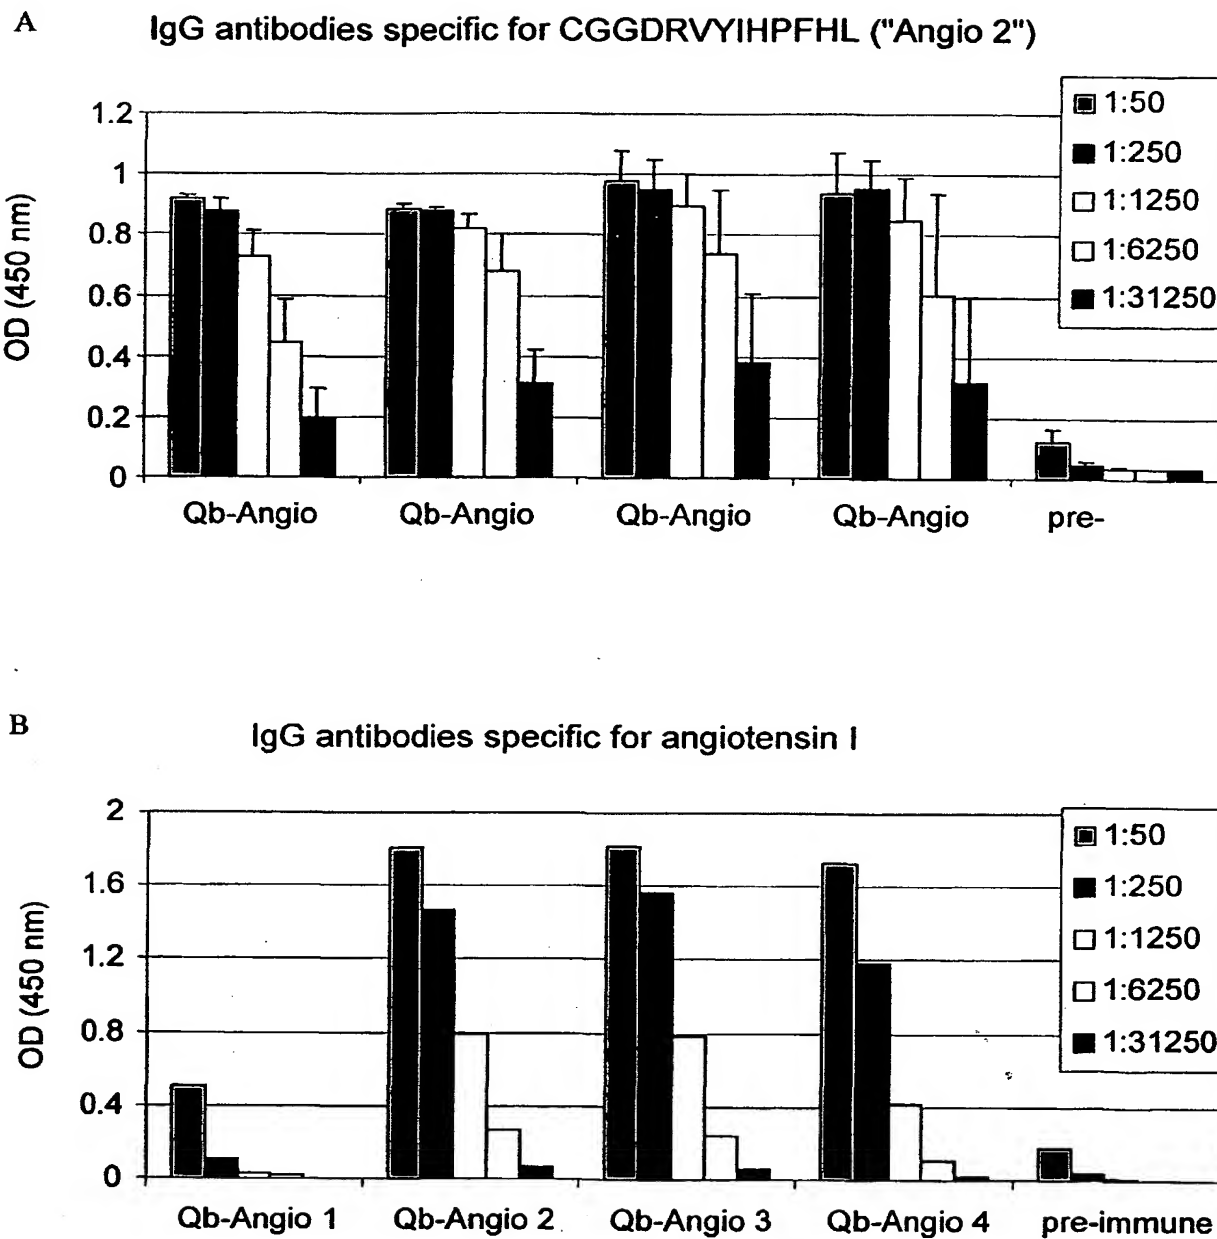 A
IgG antibodies specific for CGGDRVYIHPFHL ("Angio 2")
OD (450 nm)
1.2
1
0.8
0.6
0.4
0.2
0
1:50
1:250
1:1250
1:6250
1:31250
Qb-Angio Qb-Angio Qb-Angio Qb-Angio pre-
B
IgG antibodies specific for angiotensin I
OD (450 nm)
2
1.6
1.2
0.8
0.4
0
1:50
1:250
1:1250
1:6250
1:31250
Qb-Angio 1 Qb-Angio 2 Qb-Angio 3 Qb-Angio 4 pre-immune